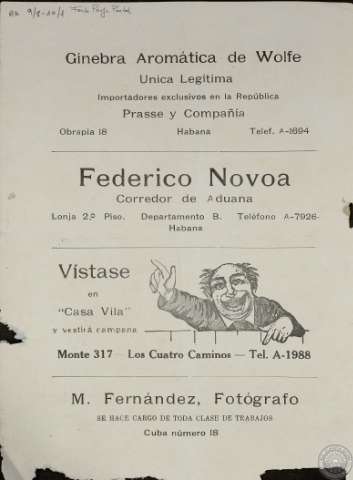 Ginebra Aromática de Wolfe
Unica Legítima
Importadores exclusivos en la República
Prasse y Compañía
Obrapia 18 Habana Telef. A-1694
Federico Novoa
Corredor de Aduana
Lonja 2.º Piso. Departamento B. Teléfono A-7926-
Habana
Vístase
en
"Casa Vila"
y vestirá campana
Monte 317 — Los Cuatro Caminos — Tel. A-1988
M. Fernández, Fotógrafo
SE HACE CARGO DE TODA CLASE DE TRABAJOS
Cuba número 18